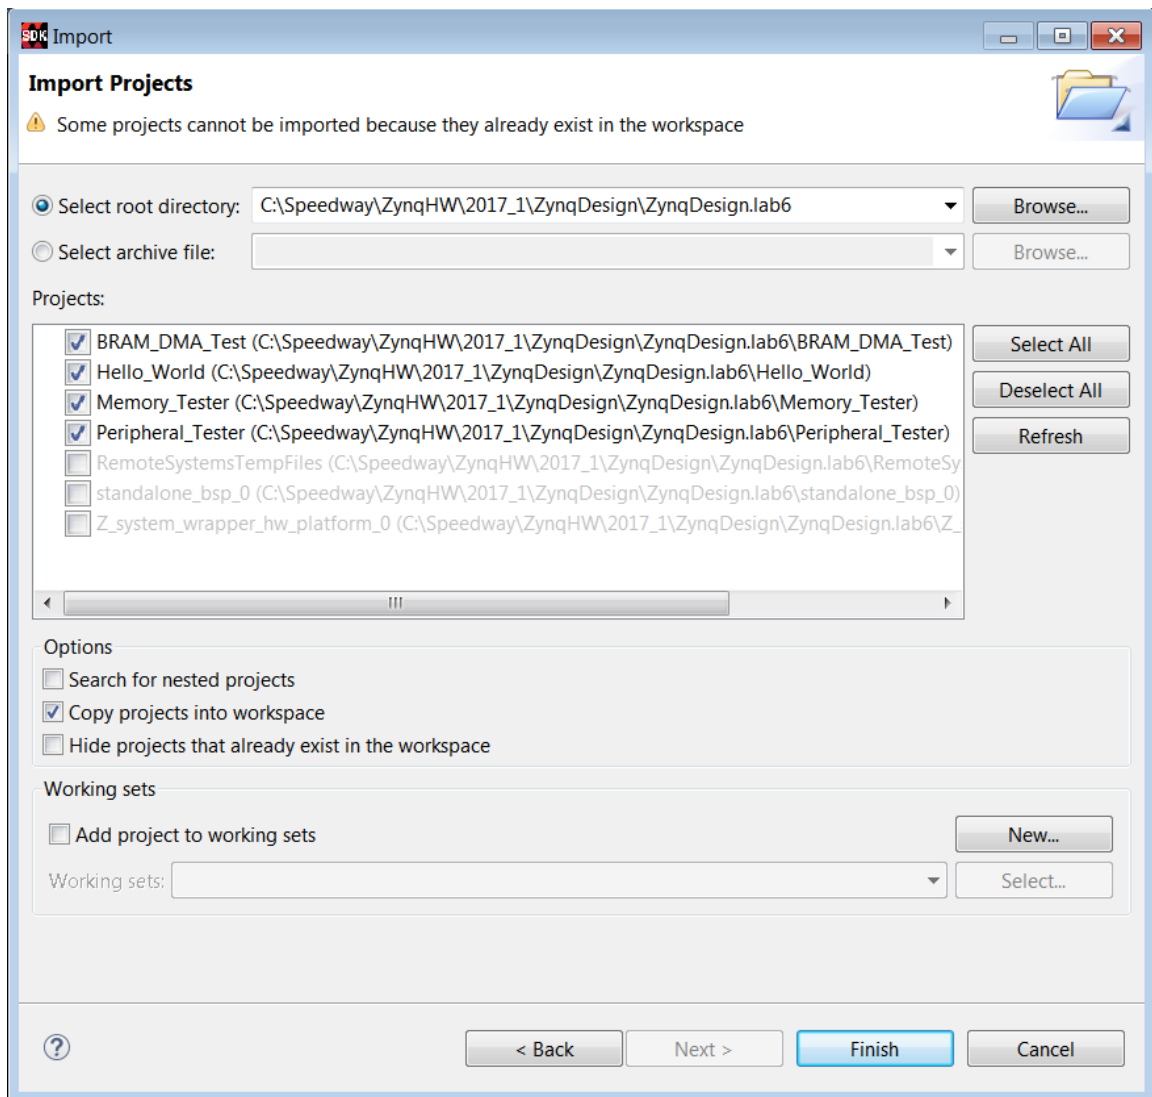 SDK Import
Import Projects
Some projects cannot be imported because they already exist in the workspace
Select root directory: C:\Speedway\ZynqHW\2017_1\ZynqDesign\ZynqDesign.lab6 Browse...
Select archive file: Browse...
Projects:
BRAM_DMA_Test (C:\Speedway\ZynqHW\2017_1\ZynqDesign\ZynqDesign.lab6\BRAM_DMA_Test) Select All
Hello_World (C:\Speedway\ZynqHW\2017_1\ZynqDesign\ZynqDesign.lab6\Hello_World)
Memory_Tester (C:\Speedway\ZynqHW\2017_1\ZynqDesign\ZynqDesign.lab6\Memory_Tester) Deselect All
Peripheral_Tester (C:\Speedway\ZynqHW\2017_1\ZynqDesign\ZynqDesign.lab6\Peripheral_Tester) Refresh
RemoteSystemsTempFiles (C:\Speedway\ZynqHW\2017_1\ZynqDesign\ZynqDesign.lab6\RemoteSy
standalone_bsp_0 (C:\Speedway\ZynqHW\2017_1\ZynqDesign\ZynqDesign.lab6\standalone_bsp_0)
Z_system_wrapper_hw_platform_0 (C:\Speedway\ZynqHW\2017_1\ZynqDesign\ZynqDesign.lab6\Z_
Options
Search for nested projects
Copy projects into workspace
Hide projects that already exist in the workspace
Working sets
Add project to working sets New...
Working sets: Select...
? < Back Next > Finish Cancel